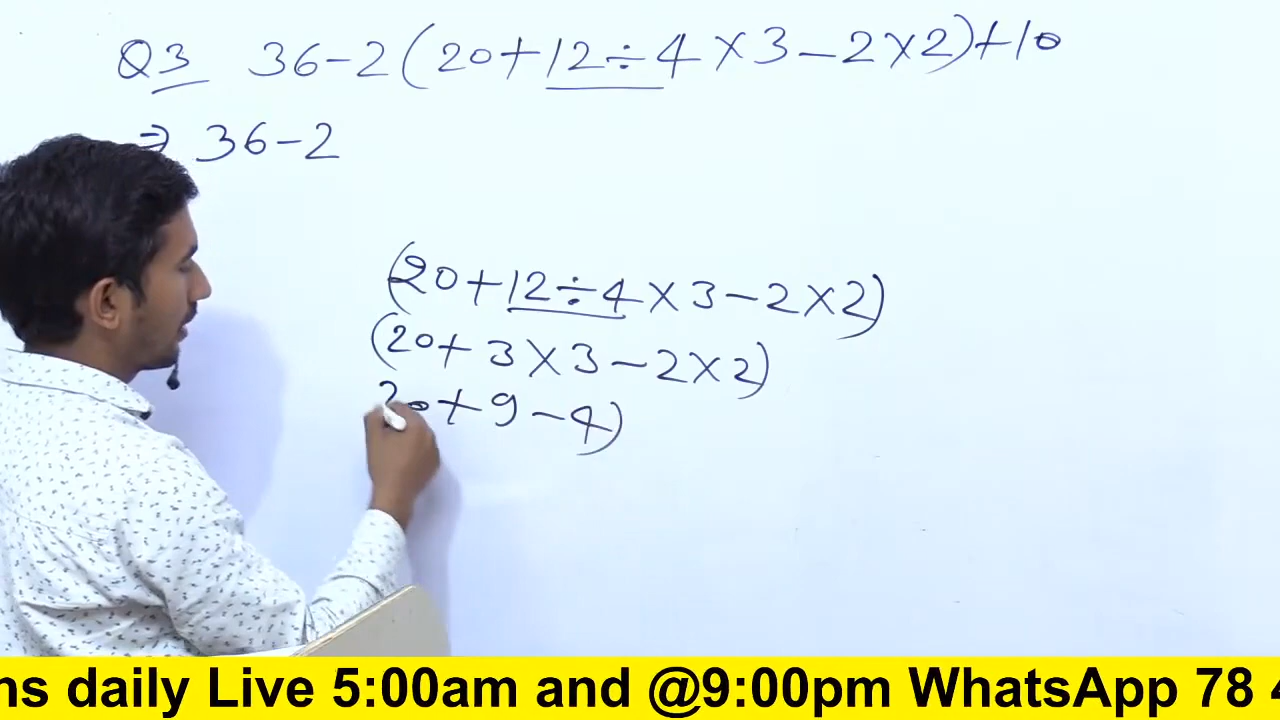 Q3 36-2(20+12÷4×3-2×2)+10
⇒ 36-2
(20+12÷4×3-2×2)
(20+3×3-2×2)
20+9-4)
ns daily Live 5:00am and @9:00pm WhatsApp 78 4